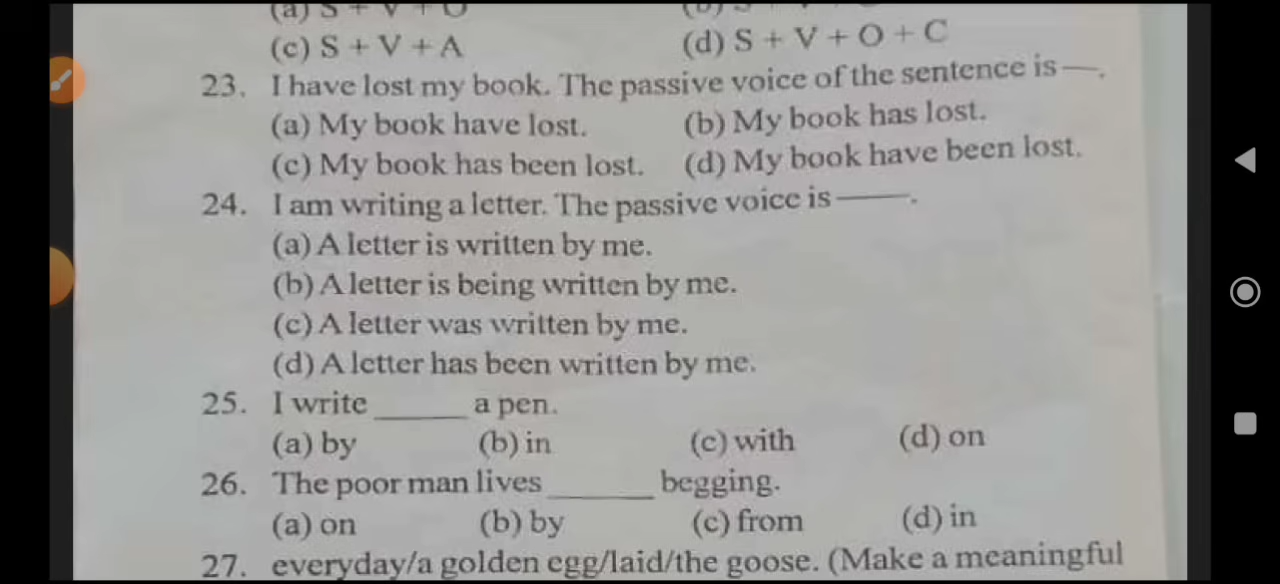 (a) S + V + O
(c) S + V + A (d) S + V + O + C
23. I have lost my book. The passive voice of the sentence is —.
(a) My book have lost. (b) My book has lost.
(c) My book has been lost. (d) My book have been lost.
24. I am writing a letter. The passive voice is ——.
(a) A letter is written by me.
(b) A letter is being written by me.
(c) A letter was written by me.
(d) A letter has been written by me.
25. I write ______ a pen.
(a) by (b) in (c) with (d) on
26. The poor man lives _______ begging.
(a) on (b) by (c) from (d) in
27. everyday/a golden egg/laid/the goose. (Make a meaningful